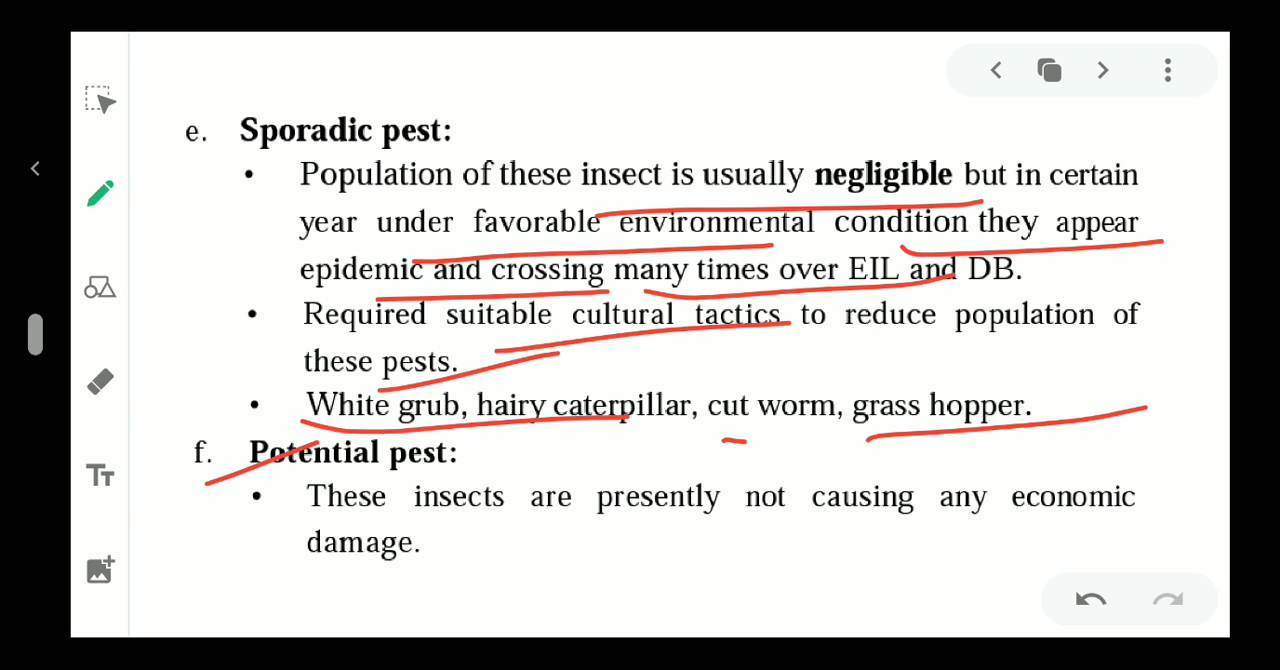 e. Sporadic pest:
• Population of these insect is usually negligible but in certain
year under favorable environmental condition they appear
epidemic and crossing many times over EIL and DB.
• Required suitable cultural tactics to reduce population of
these pests.
• White grub, hairy caterpillar, cut worm, grass hopper.
f. Potential pest:
• These insects are presently not causing any economic
damage.
Tт